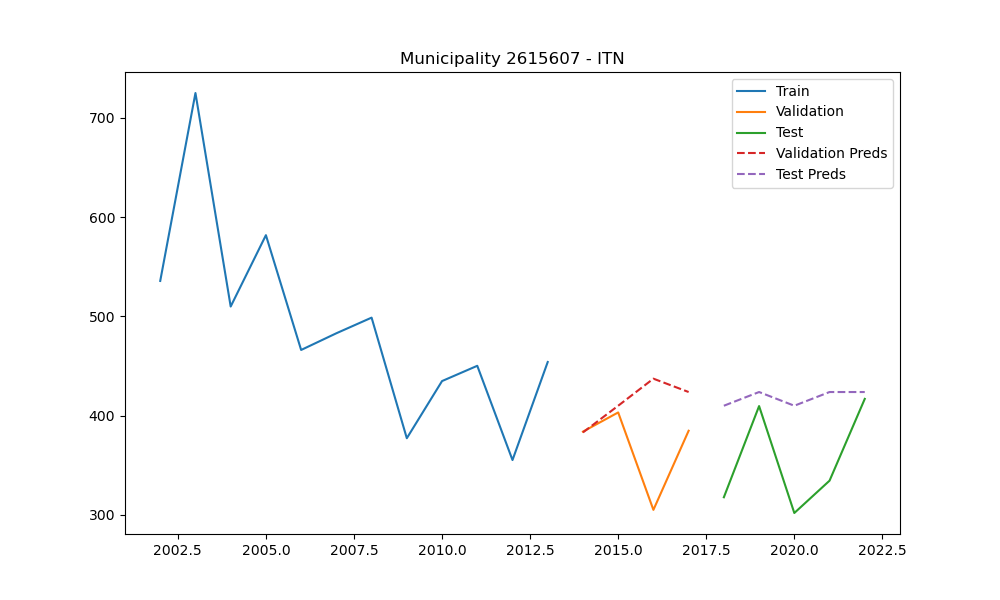 Municipality 2615607 - ITN
Train
Validation
Test
Validation Preds
Test Preds
700
600
500
400
300
2002.5 2005.0 2007.5 2010.0 2012.5 2015.0 2017.5 2020.0 2022.5